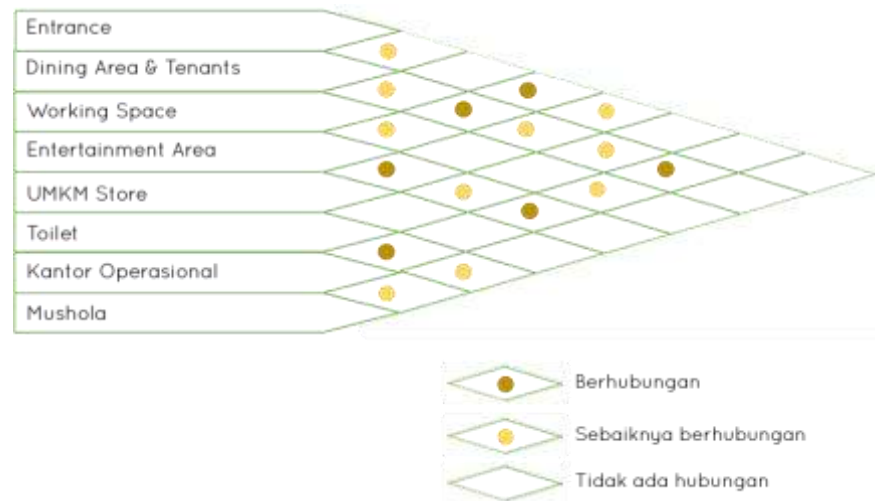 Entrance
Dining Area & Tenants
Working Space
Entertainment Area
UMKM Store
Toilet
Kantor Operasional
Mushola
Berhubungan
Sebaiknya berhubungan
Tidak ada hubungan